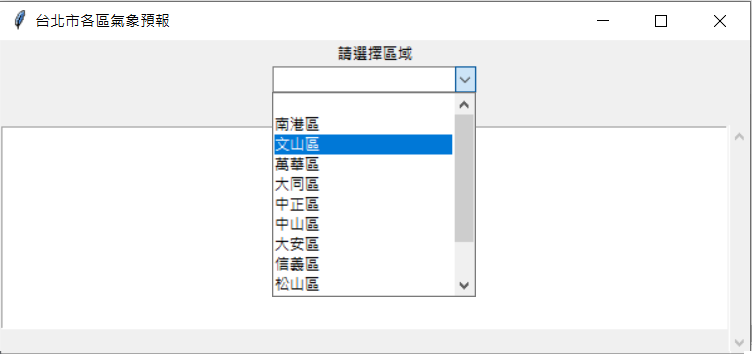 台北市各區氣象預報
請選擇區域
南港區
文山區
萬華區
大同區
中正區
中山區
大安區
信義區
松山區